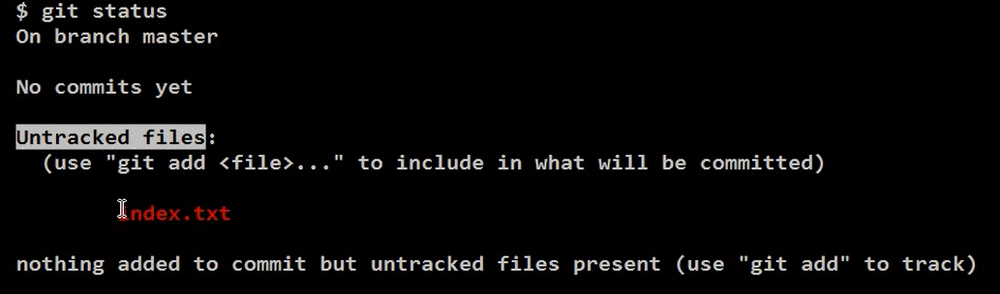 $ git status
On branch master
No commits yet
Untracked files:
(use "git add <file>..." to include in what will be committed)
index.txt
nothing added to commit but untracked files present (use "git add" to track)